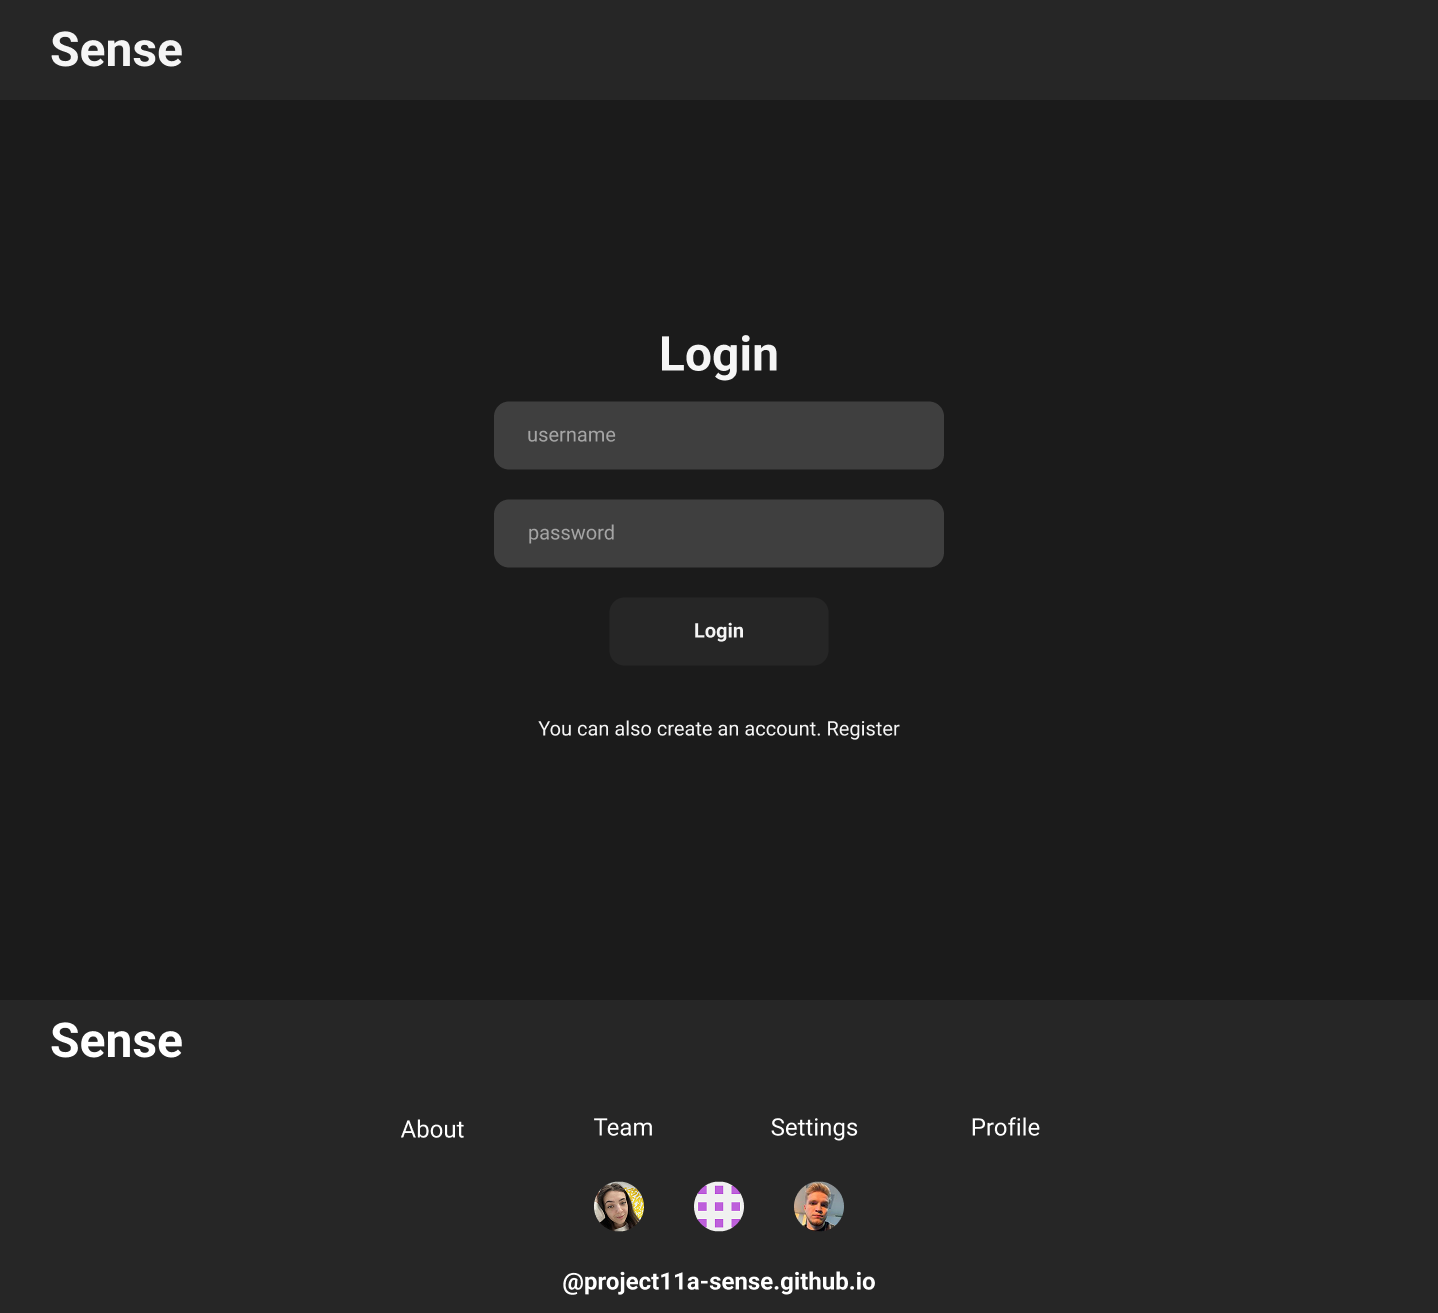 Sense
Login
username
password
Login
You can also create an account. Register
Sense
About Team Settings Profile
@project11a-sense.github.io